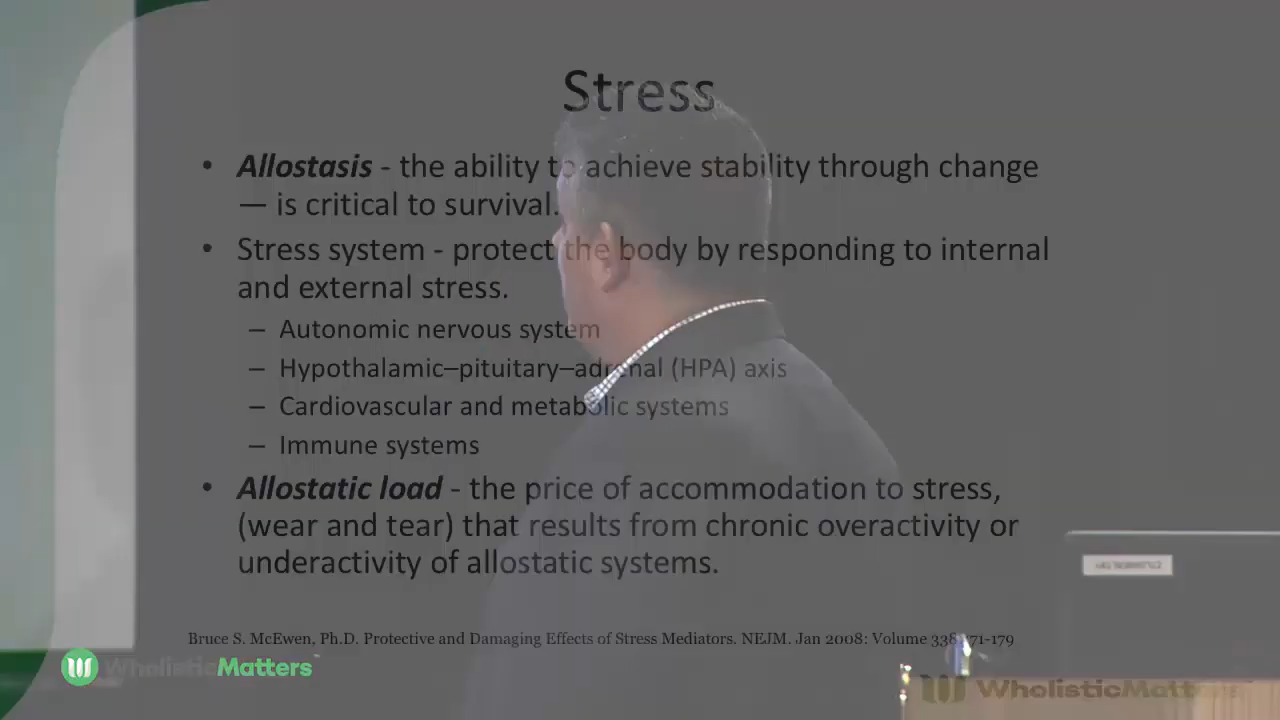 Stress
• Allostasis - the ability to achieve stability through change
— is critical to survival.
• Stress system - protect the body by responding to internal
and external stress.
– Autonomic nervous system
– Hypothalamic–pituitary–adrenal (HPA) axis
– Cardiovascular and metabolic systems
– Immune systems
• Allostatic load - the price of accommodation to stress,
(wear and tear) that results from chronic overactivity or
underactivity of allostatic systems.
Bruce S. McEwen, Ph.D. Protective and Damaging Effects of Stress Mediators. NEJM. Jan 2008: Volume 338 71-179
WholisticMatters
WholisticMatters